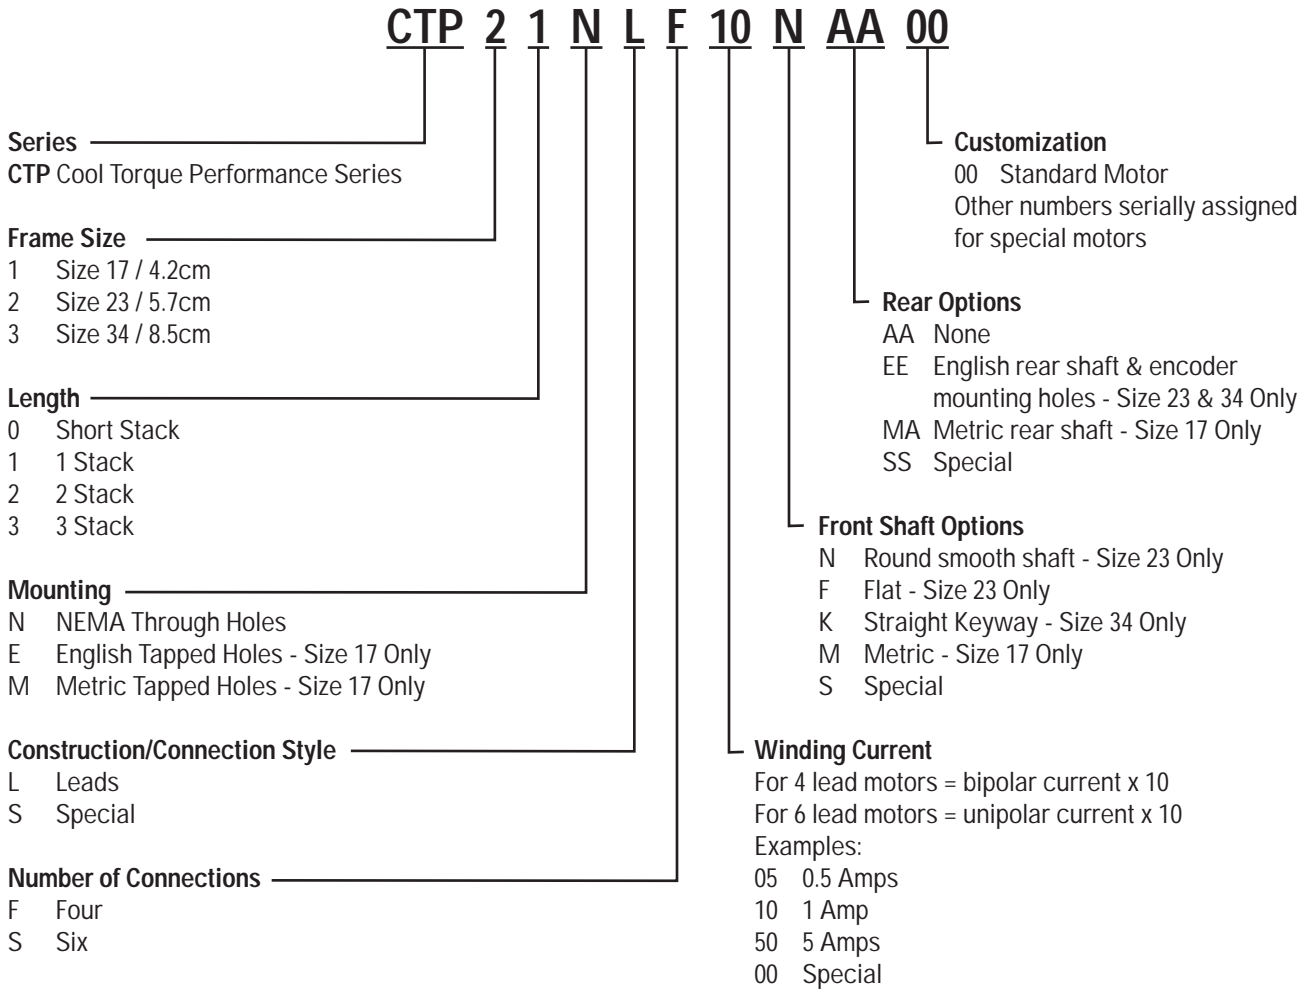 CTP 2 1 N L F 10 N AA 00
Series
CTP Cool Torque Performance Series
Frame Size
1 Size 17 / 4.2cm
2 Size 23 / 5.7cm
3 Size 34 / 8.5cm
Length
0 Short Stack
1 1 Stack
2 2 Stack
3 3 Stack
Mounting
N NEMA Through Holes
E English Tapped Holes - Size 17 Only
M Metric Tapped Holes - Size 17 Only
Construction/Connection Style
L Leads
S Special
Number of Connections
F Four
S Six
Customization
00 Standard Motor
Other numbers serially assigned
for special motors
Rear Options
AA None
EE English rear shaft & encoder
mounting holes - Size 23 & 34 Only
MA Metric rear shaft - Size 17 Only
SS Special
Front Shaft Options
N Round smooth shaft - Size 23 Only
F Flat - Size 23 Only
K Straight Keyway - Size 34 Only
M Metric - Size 17 Only
S Special
Winding Current
For 4 lead motors = bipolar current x 10
For 6 lead motors = unipolar current x 10
Examples:
05 0.5 Amps
10 1 Amp
50 5 Amps
00 Special